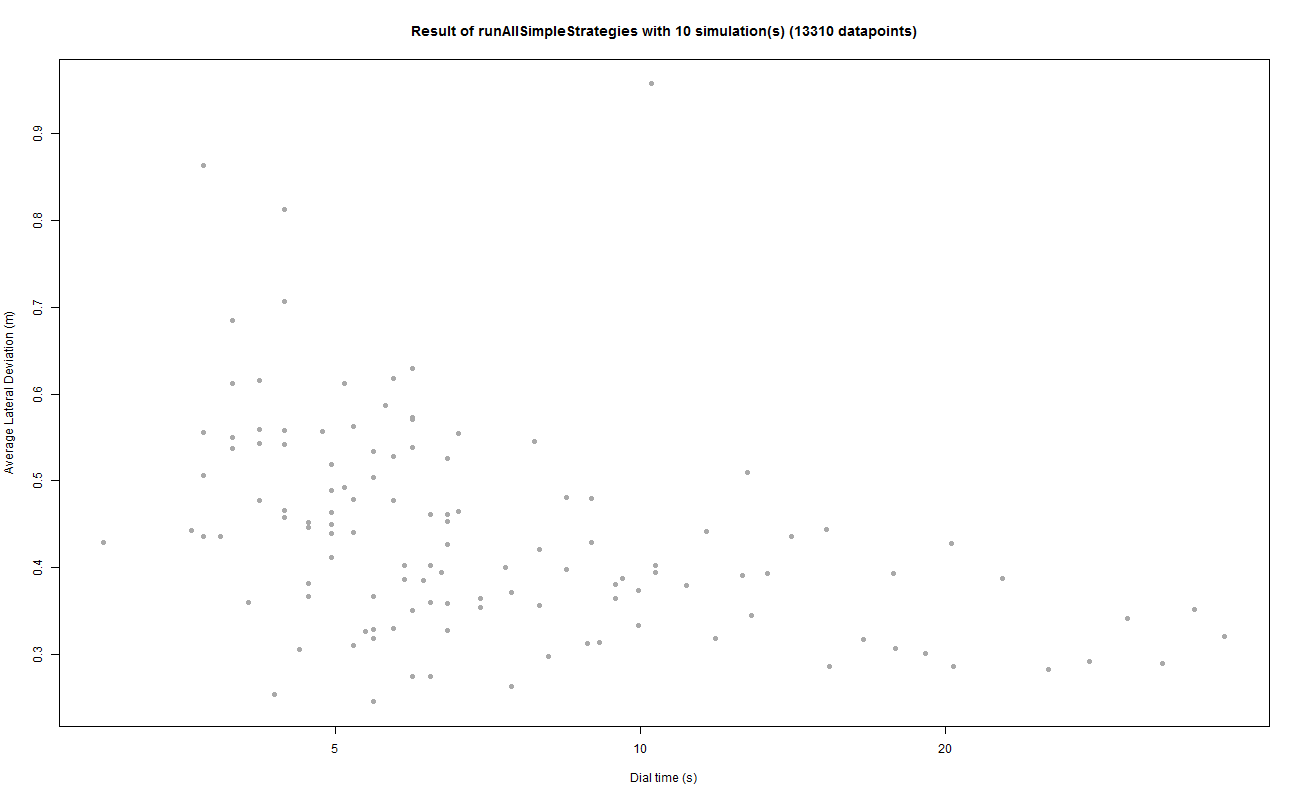 Result of runAllSimpleStrategies with 10 simulation(s) (13310 datapoints)
Average Lateral Deviation (m)
0.9
0.8
0.7
0.6
0.5
0.4
0.3
5 10 20
Dial time (s)